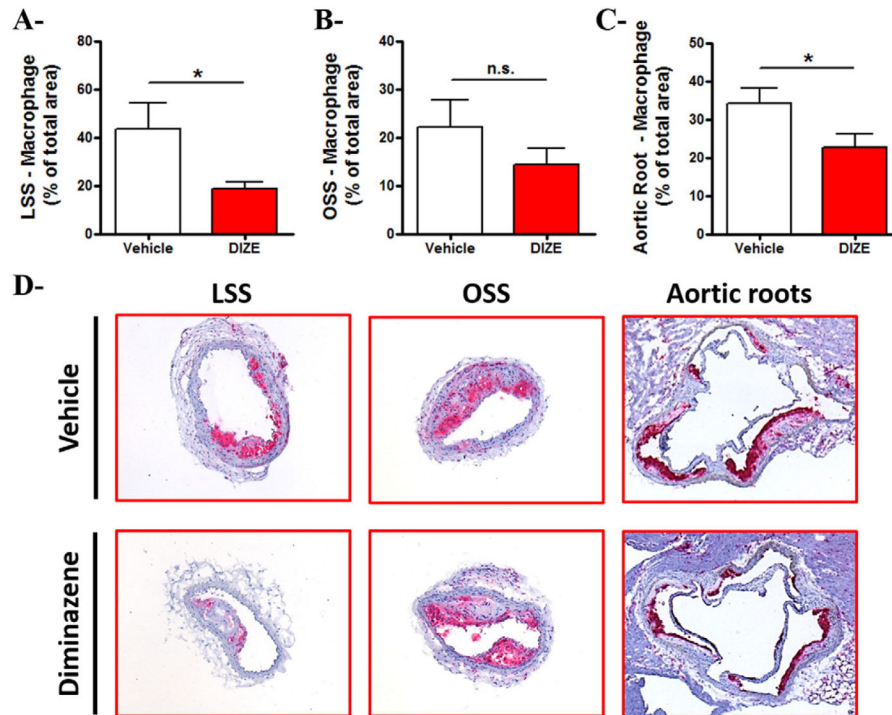 A-
LSS - Macrophage
(% of total area)
80
60
40
20
0
*
Vehicle
DIZE
B-
OSS - Macrophage
(% of total area)
40
30
20
10
0
n.s.
Vehicle
DIZE
C-
Aortic Root - Macrophage
(% of total area)
50
40
30
20
10
0
*
Vehicle
DIZE
D-
LSS
OSS
Aortic roots
Vehicle
Diminazene